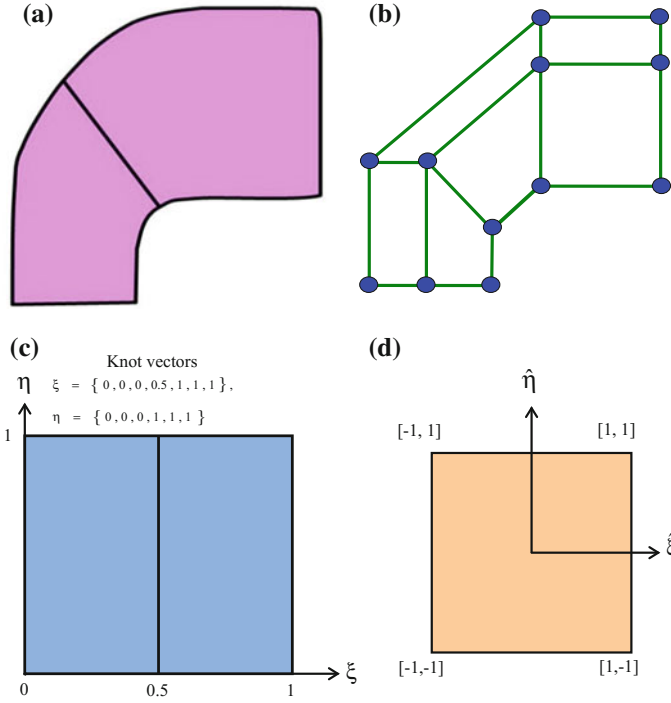 (a)
(b)
(c)
Knot vectors
η ξ = { 0 , 0 , 0 , 0.5 , 1 , 1 , 1 } ,
η = { 0 , 0 , 0 , 1 , 1 , 1 }
1
0 0.5 1 ξ
(d)
η̂
[-1, 1] [1, 1]
ξ̂
[-1,-1] [1,-1]